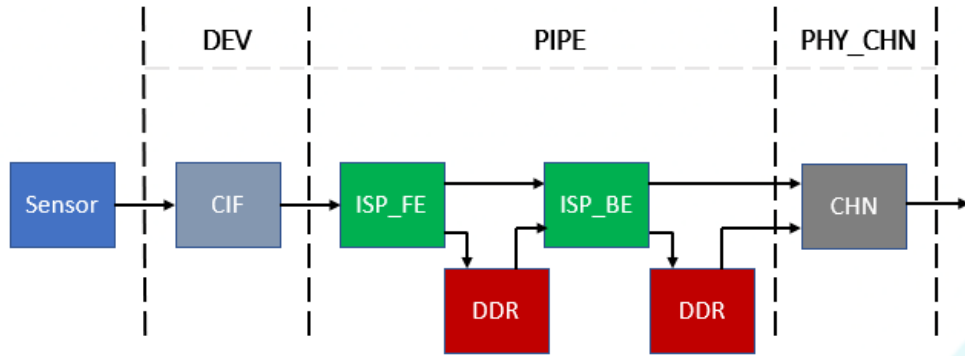 DEV
PIPE
PHY_CHN
Sensor
CIF
ISP_FE
ISP_BE
CHN
DDR
DDR